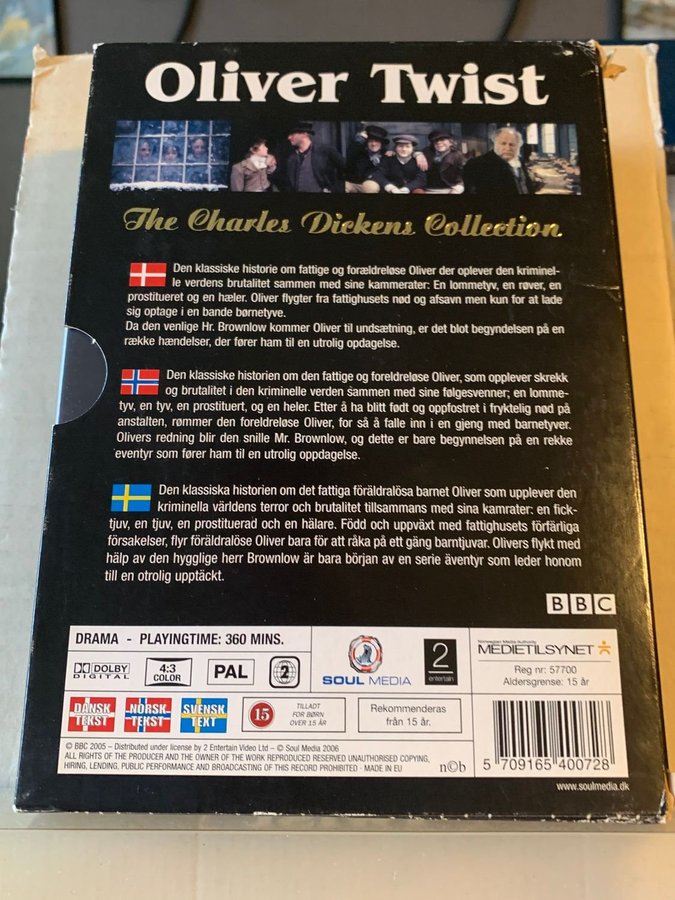 Oliver Twist
The Charles Dickens Collection
Den klassiske historie om fattige og forældreløse Oliver der oplever den kriminel-
le verdens brutalitet sammen med sine kammerater: En lommetyv, en røver, en
prostitueret og en hæler. Oliver flygter fra fattighusets nød og afsavn men kun for at lade
sig optage i en bande børnetyve.
Da den venlige Hr. Brownlow kommer Oliver til undsætning, er det blot begyndelsen på en
række hændelser, der fører ham til en utrolig opdagelse.
Den klassiske historien om den fattige og foreldreløse Oliver, som opplever skrekk
og brutalitet i den kriminelle verden sammen med sine følgesvenner; en lomme-
tyv, en tyv, en prostituert, og en heler. Etter å ha blitt født og oppfostret i fryktelig nød på
anstalten, rømmer den foreldreløse Oliver, for så å falle inn i en gjeng med barnetyver.
Olivers redning blir den snille Mr. Brownlow, og dette er bare begynnelsen på en rekke
eventyr som fører ham til en utrolig oppdagelse.
Den klassiska historien om det fattiga föräldralösa barnet Oliver som upplever den
kriminella världens terror och brutalitet tillsammans med sina kamrater: en fick-
tjuv, en tjuv, en prostituerad och en hälare. Född och uppväxt med fattighusets förfärliga
försakelser, flyr föräldralöse Oliver bara för att råka på ett gäng barntjuvar. Olivers flykt med
hjälp av den hygglige herr Brownlow är bara början av en serie äventyr som leder honom
till en otrolig upptäckt.
BBC
DRAMA - PLAYINGTIME: 360 MINS.
DOLBY
DIGITAL
4:3
COLOR
PAL
2
SOUL MEDIA
2
entertain
Norwegian Media Authority
MEDIETILSYNET
Reg nr: 57700
Aldersgrense: 15 år
DANSK
TEKST
NORSK
TEKST
SVENSK
TEXT
15
TILLADT
FOR BØRN
OVER 15 ÅR
Rekommenderas
från 15 år.
© BBC 2005 – Distributed under license by 2 Entertain Video Ltd – © Soul Media 2006
ALL RIGHTS OF THE PRODUCER AND THE OWNER OF THE WORK REPRODUCED RESERVED UNAUTHORISED COPYING,
HIRING, LENDING, PUBLIC PERFORMANCE AND BROADCASTING OF THIS RECORD PROHIBITED · MADE IN EU
n©b
5 709165 400728
www.soulmedia.dk